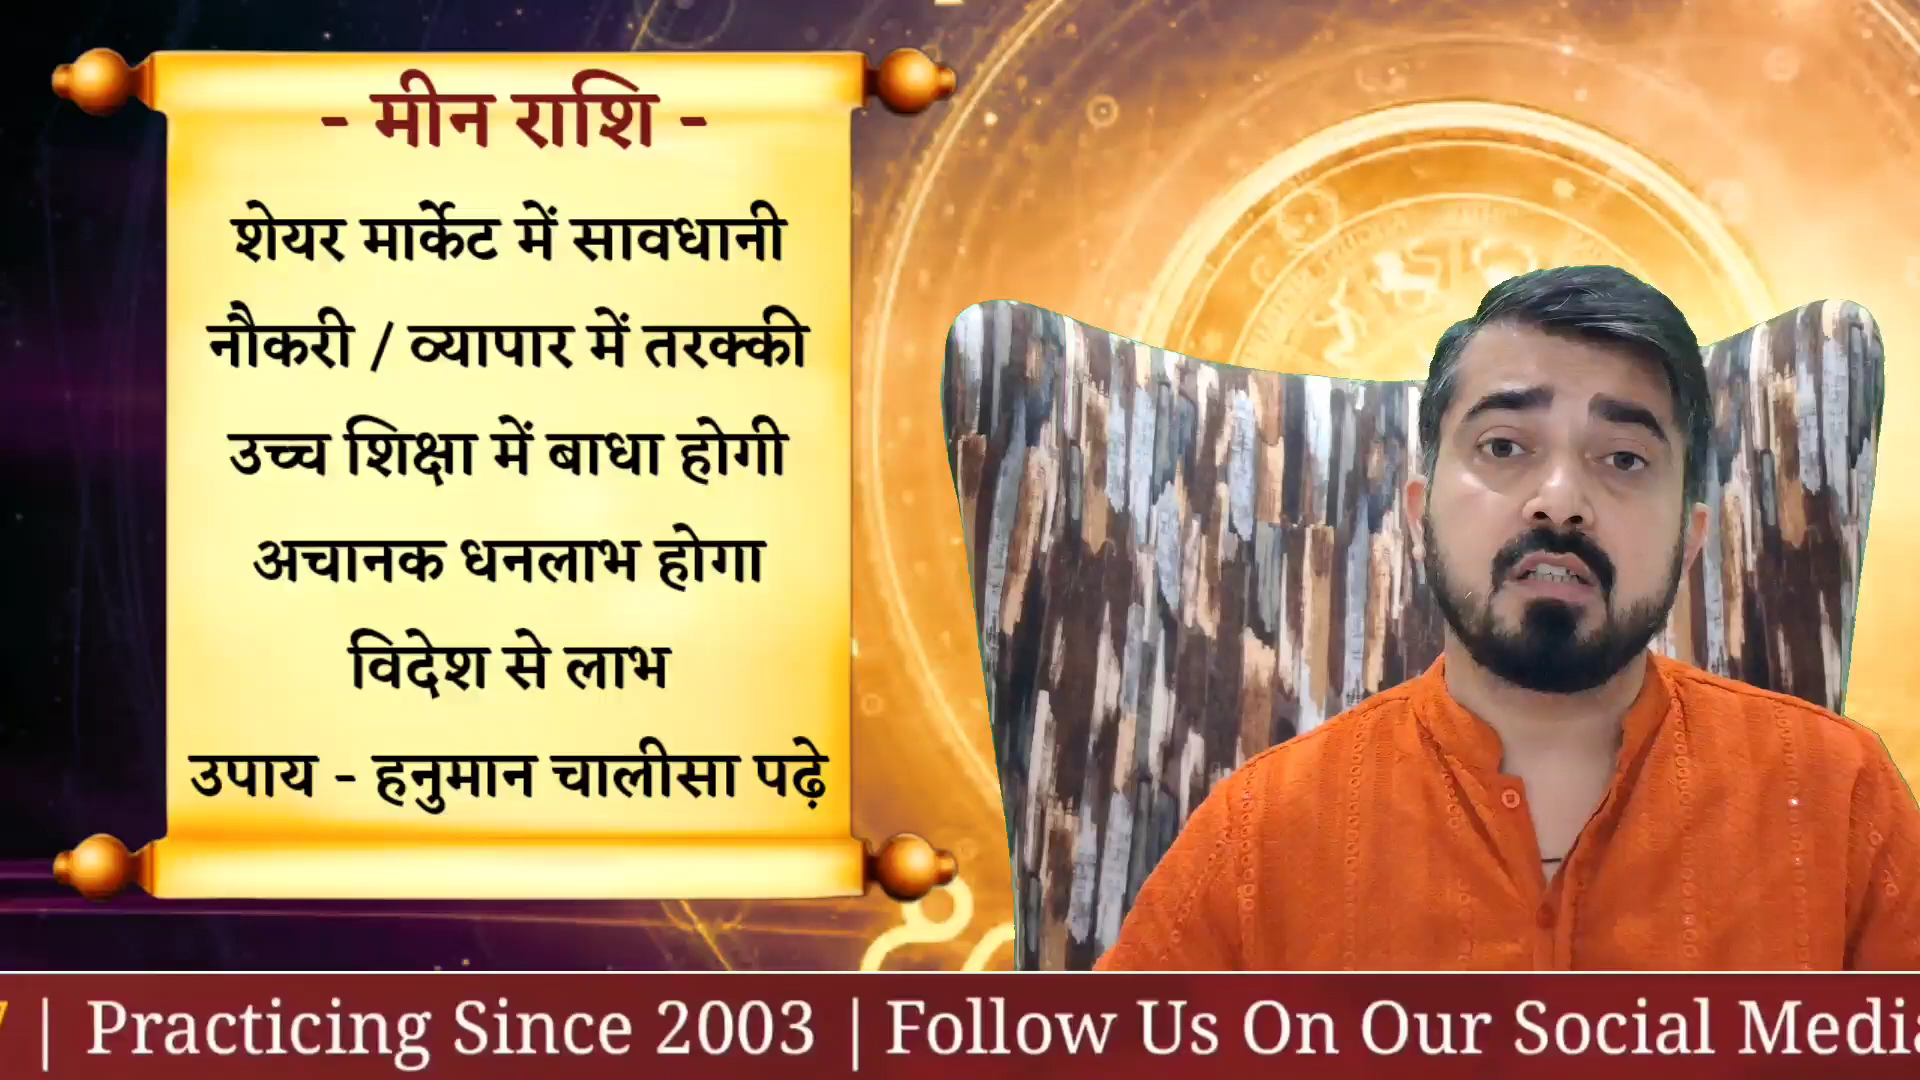 - मीन राशि -
शेयर मार्केट में सावधानी
नौकरी / व्यापार में तरक्की
उच्च शिक्षा में बाधा होगी
अचानक धनलाभ होगा
विदेश से लाभ
उपाय - हनुमान चालीसा पढ़े
| Practicing Since 2003 | Follow Us On Our Social Media